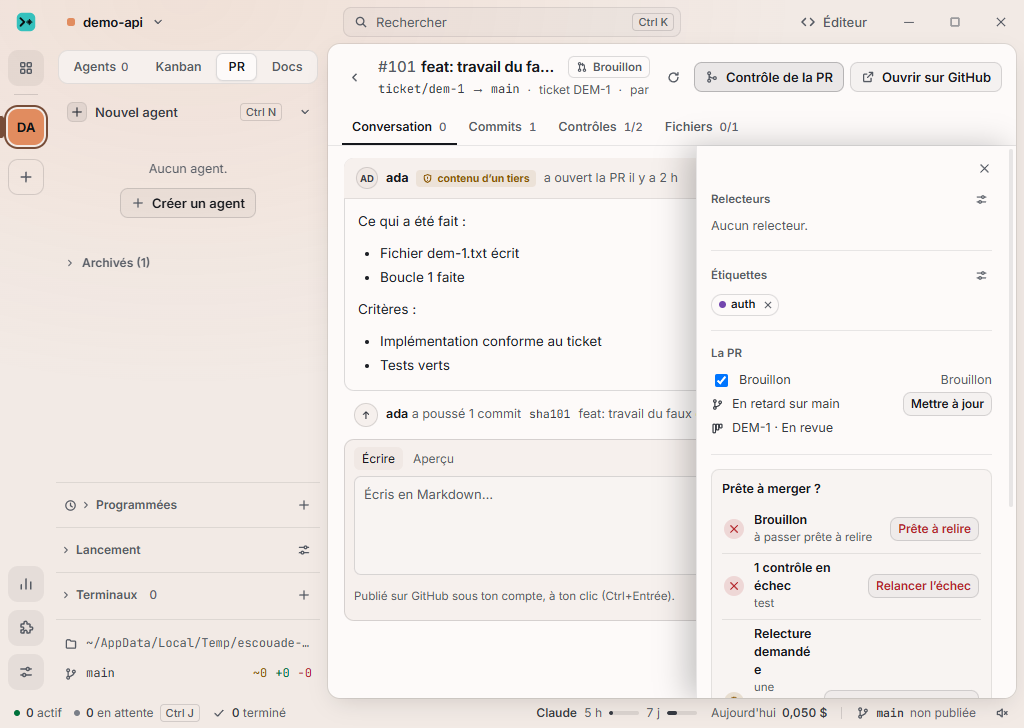 demo-api
Rechercher
Ctrl K
Éditeur
Agents 0
Kanban
PR
Docs
DA
Nouvel agent
Ctrl N
Aucun agent.
Créer un agent
Archivés (1)
Programmées
Lancement
Terminaux 0
~/AppData/Local/Temp/escouade-…
main
~0 +0 -0
#101 feat: travail du fa…
Brouillon
ticket/dem-1 → main · ticket DEM-1 · par
Contrôle de la PR
Ouvrir sur GitHub
Conversation 0
Commits 1
Contrôles 1/2
Fichiers 0/1
AD
ada
contenu d’un tiers
a ouvert la PR il y a 2 h
Ce qui a été fait :
Fichier dem-1.txt écrit
Boucle 1 faite
Critères :
Implémentation conforme au ticket
Tests verts
ada a poussé 1 commit sha101 feat: travail du faux
Écrire
Aperçu
Écris en Markdown…
Publié sur GitHub sous ton compte, à ton clic (Ctrl+Entrée).
Relecteurs
Aucun relecteur.
Étiquettes
auth
La PR
Brouillon
Brouillon
En retard sur main
Mettre à jour
DEM-1 · En revue
Prête à merger ?
Brouillon
à passer prête à relire
Prête à relire
1 contrôle en
échec
test
Relancer l’échec
Relecture
demandé
e
une
0 actif
0 en attente
Ctrl J
0 terminé
Claude 5 h
7 j
Aujourd'hui 0,050 $
main non publiée